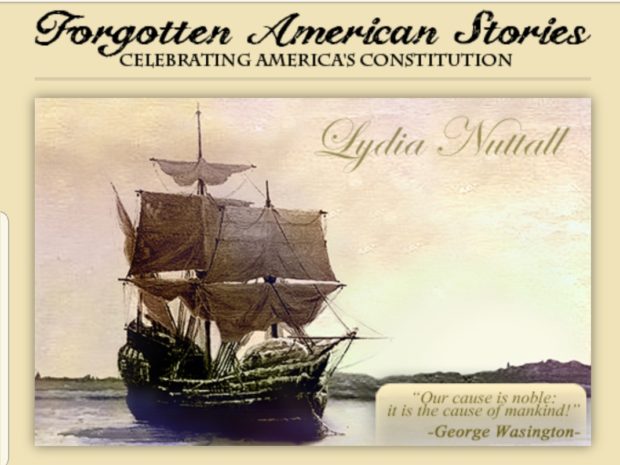 Forgotten American Stories
CELEBRATING AMERICA'S CONSTITUTION
Lydia Nuttall
“Our cause is noble;
it is the cause of mankind!”
-George Wasington-